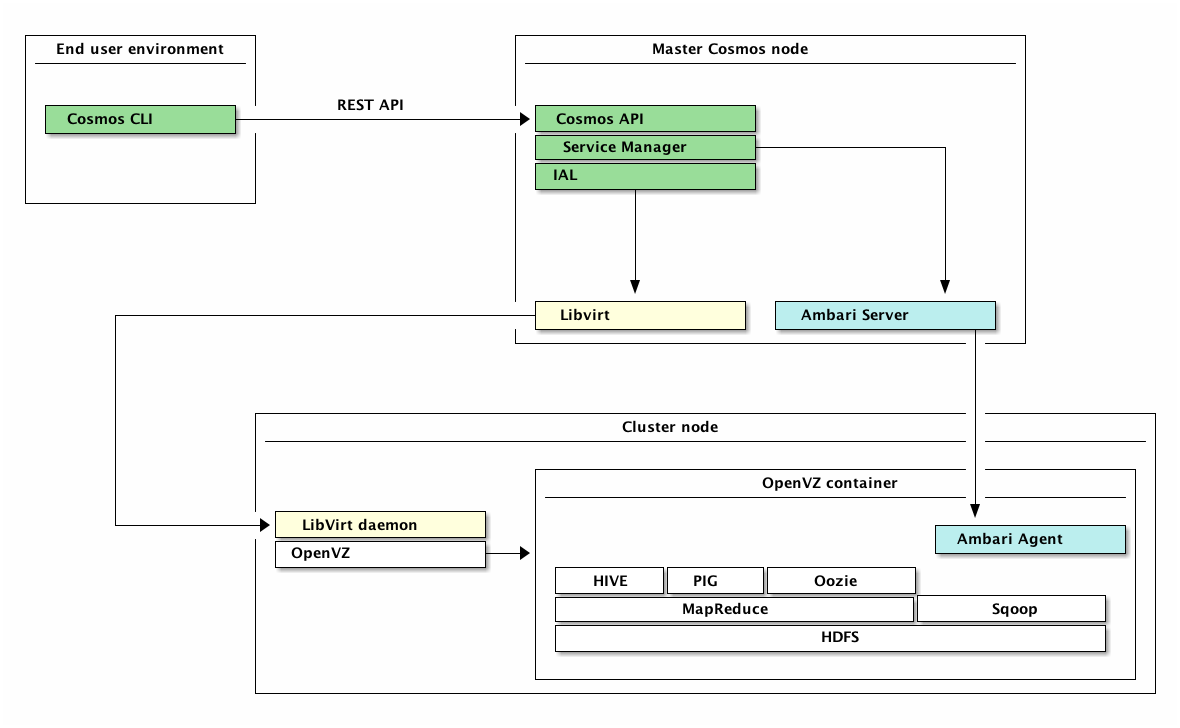 End user environment
Master Cosmos node
Cosmos CLI
REST API
Cosmos API
Service Manager
IAL
Libvirt
Ambari Server
Cluster node
OpenVZ container
LibVirt daemon
OpenVZ
Ambari Agent
HIVE
PIG
Oozie
MapReduce
Sqoop
HDFS